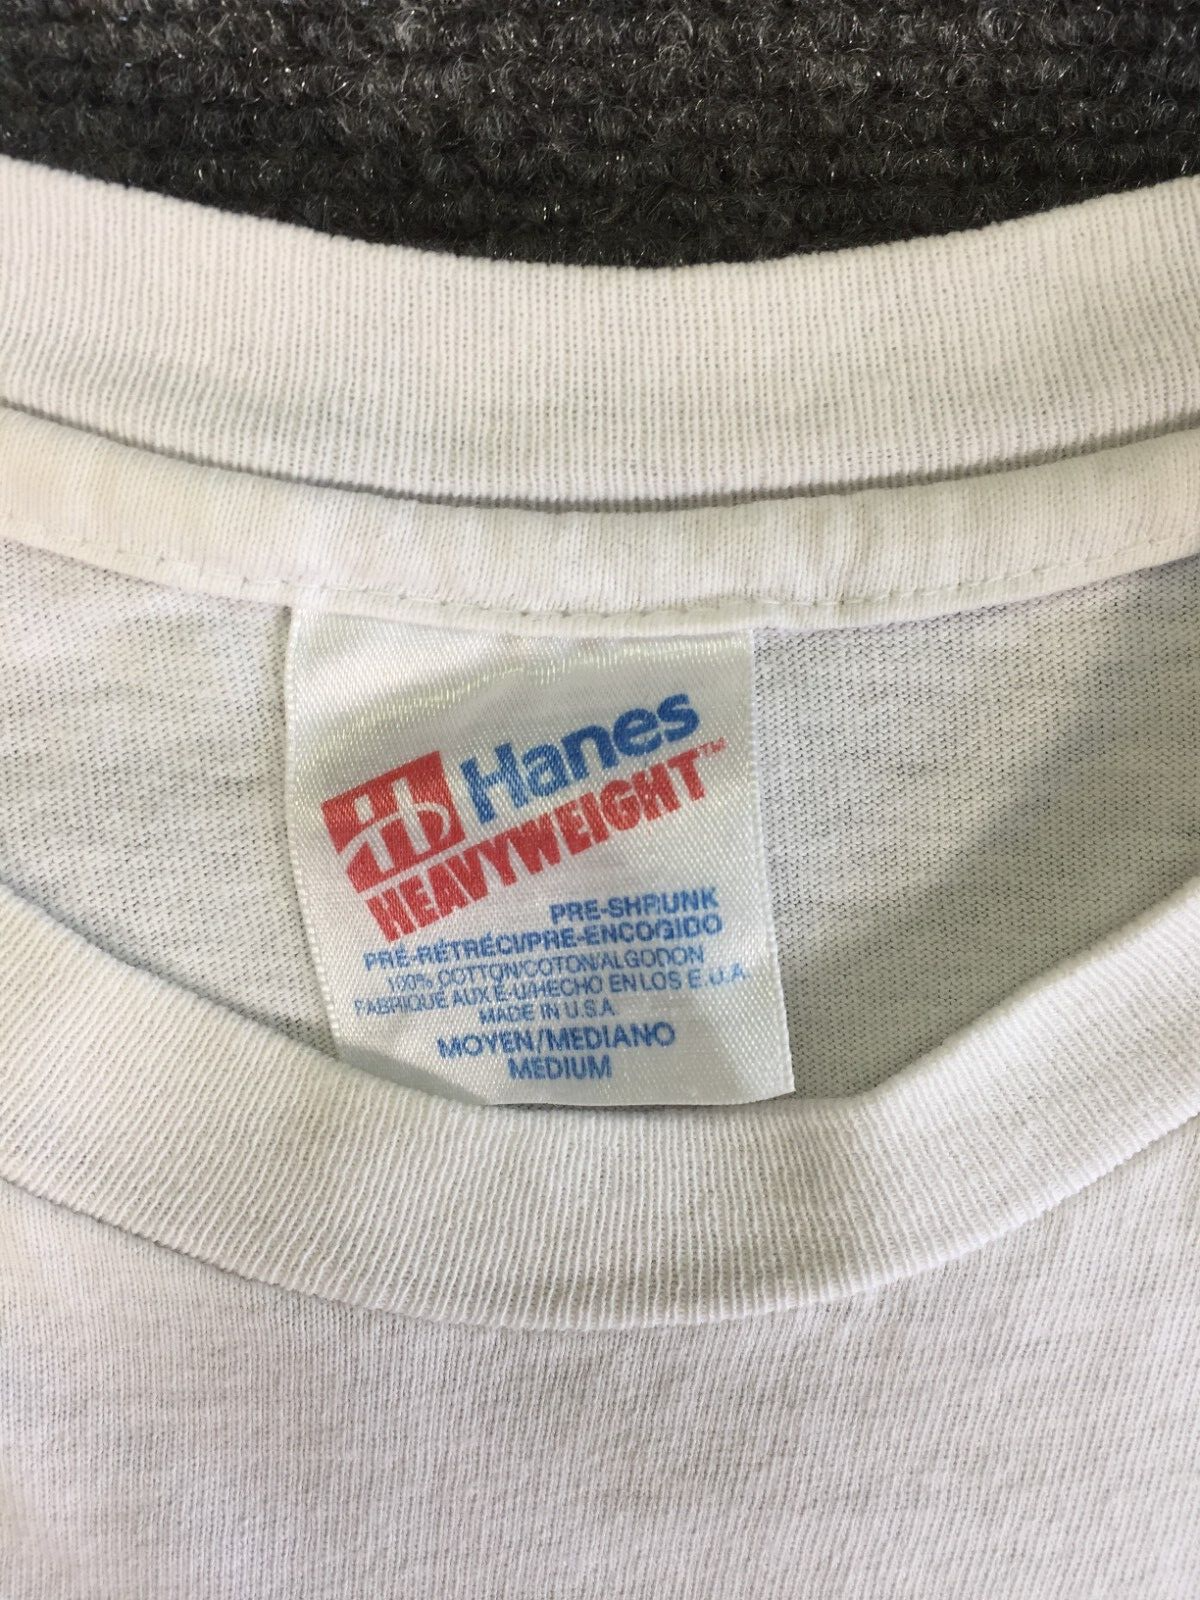 Hanes
HEAVYWEIGHT™
PRE-SHRUNK
PRÉ-RÉTRÉCI/PRE-ENCOGIDO
100% COTTON/COTON/ALGODON
FABRIQUE AUX É-U/HECHO EN LOS E.U.A.
MADE IN U.S.A.
MOYEN/MEDIANO
MEDIUM